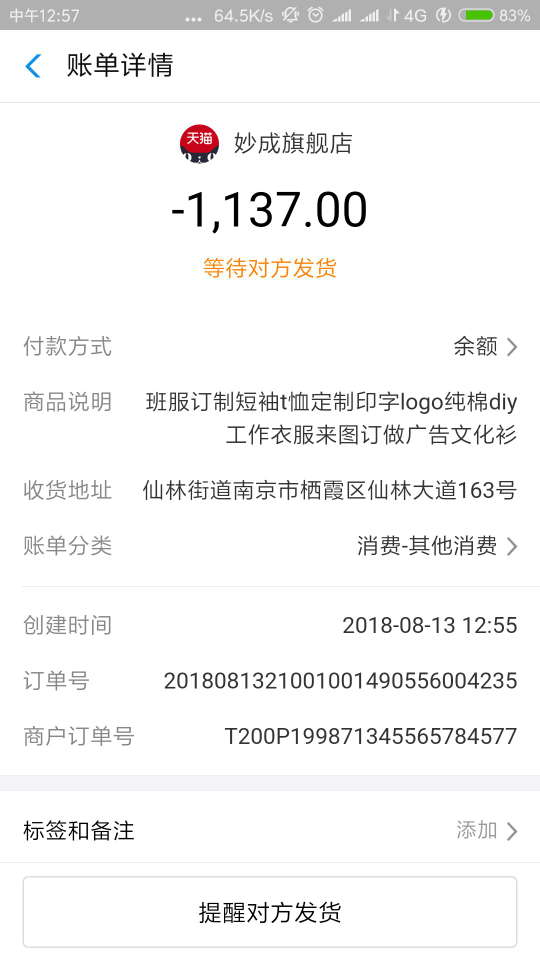 中午12:57
... 64.5K/s 4G 83%
账单详情
天猫 妙成旗舰店
-1,137.00
等待对方发货
付款方式 余额
商品说明 班服订制短袖t恤定制印字logo纯棉diy
工作衣服来图订做广告文化衫
收货地址 仙林街道南京市栖霞区仙林大道163号
账单分类 消费-其他消费
创建时间 2018-08-13 12:55
订单号 2018081321001001490556004235
商户订单号 T200P199871345565784577
标签和备注 添加
提醒对方发货